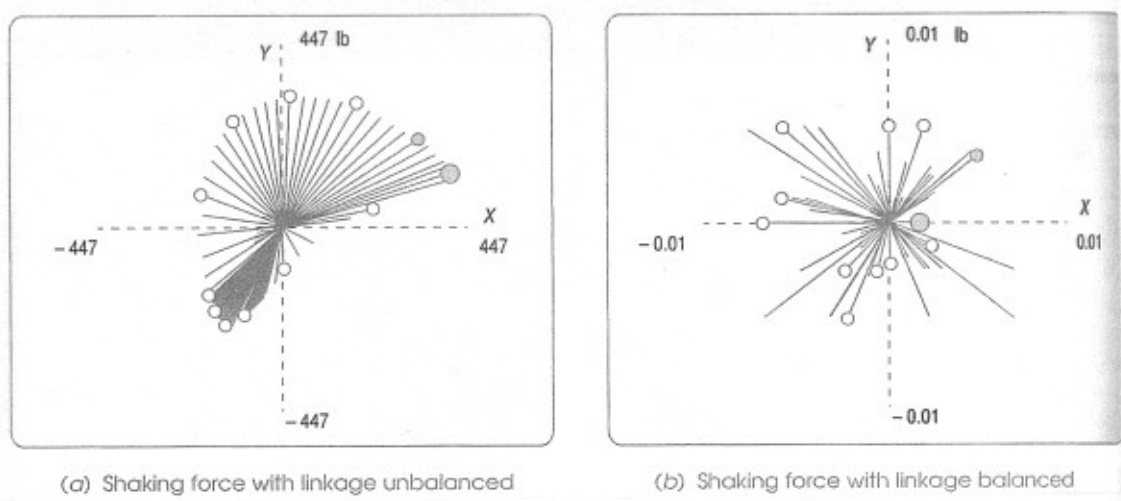 447 lb
Y
X
447
– 447
– 447
(a) Shaking force with linkage unbalanced
0.01 lb
Y
X
0.01
– 0.01
– 0.01
(b) Shaking force with linkage balanced